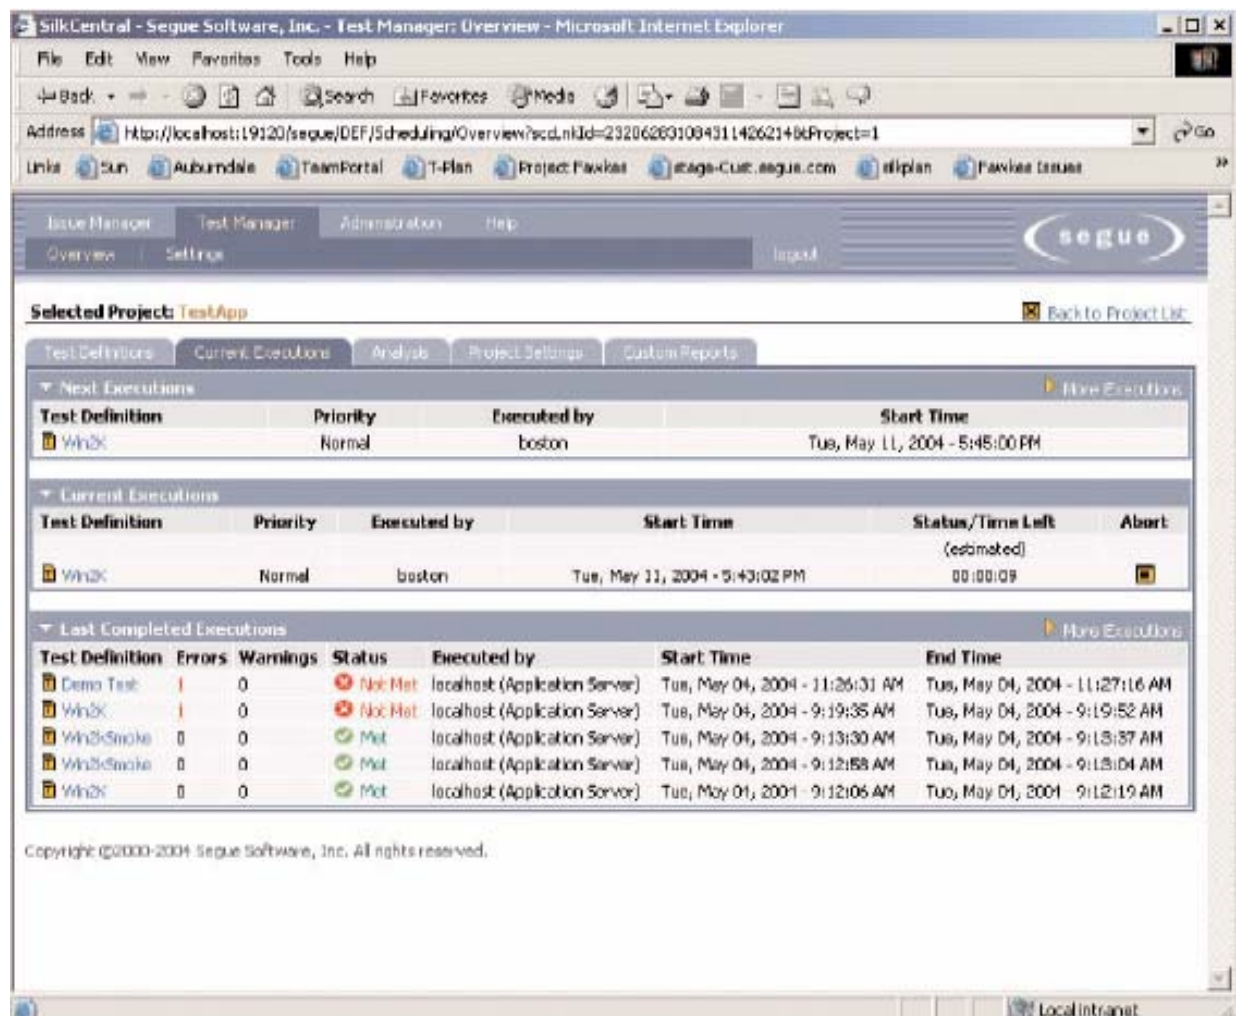 SilkCentral - Segue Software, Inc. - Test Manager: Overview - Microsoft Internet Explorer
File Edit View Favorites Tools Help
Back Search Favorites Media
Address http://localhost:19120/segue/DEF/Scheduling/Overview?scdLnkId=23206283108431142621486Project=1 Go
Links Sun Auburndale TeamPortal T-Plan Project Fawkes stage-Cust.segue.com silkplan Fawkes Issues »
Issue Manager Test Manager Administration Help
segue
Overview | Settings logout
Selected Project: TestApp Back to Project List
Test Definitions Current Executions Analysis Project Settings Custom Reports
Next Executions More Executions
Test Definition Priority Executed by Start Time
Win2K Normal boston Tue, May 11, 2004 - 5:45:00 PM
Current Executions
Test Definition Priority Executed by Start Time Status/Time Left Abort
(estimated)
Win2K Normal boston Tue, May 11, 2004 - 5:43:02 PM 00:00:09
Last Completed Executions More Executions
Test Definition Errors Warnings Status Executed by Start Time End Time
Demo Test 1 0 Not Met localhost (Application Server) Tue, May 04, 2004 - 11:26:31 AM Tue, May 04, 2004 - 11:27:16 AM
Win2K 1 0 Not Met localhost (Application Server) Tue, May 04, 2004 - 9:19:35 AM Tue, May 04, 2004 - 9:19:52 AM
Win2kSmoke 0 0 Met localhost (Application Server) Tue, May 04, 2004 - 9:13:30 AM Tue, May 04, 2004 - 9:13:37 AM
Win2kSmoke 0 0 Met localhost (Application Server) Tue, May 04, 2004 - 9:12:58 AM Tue, May 04, 2004 - 9:13:04 AM
Win2K 0 0 Met localhost (Application Server) Tue, May 04, 2004 - 9:12:06 AM Tue, May 04, 2004 - 9:12:19 AM
Copyright ©2000-2004 Segue Software, Inc. All rights reserved.
Local intranet